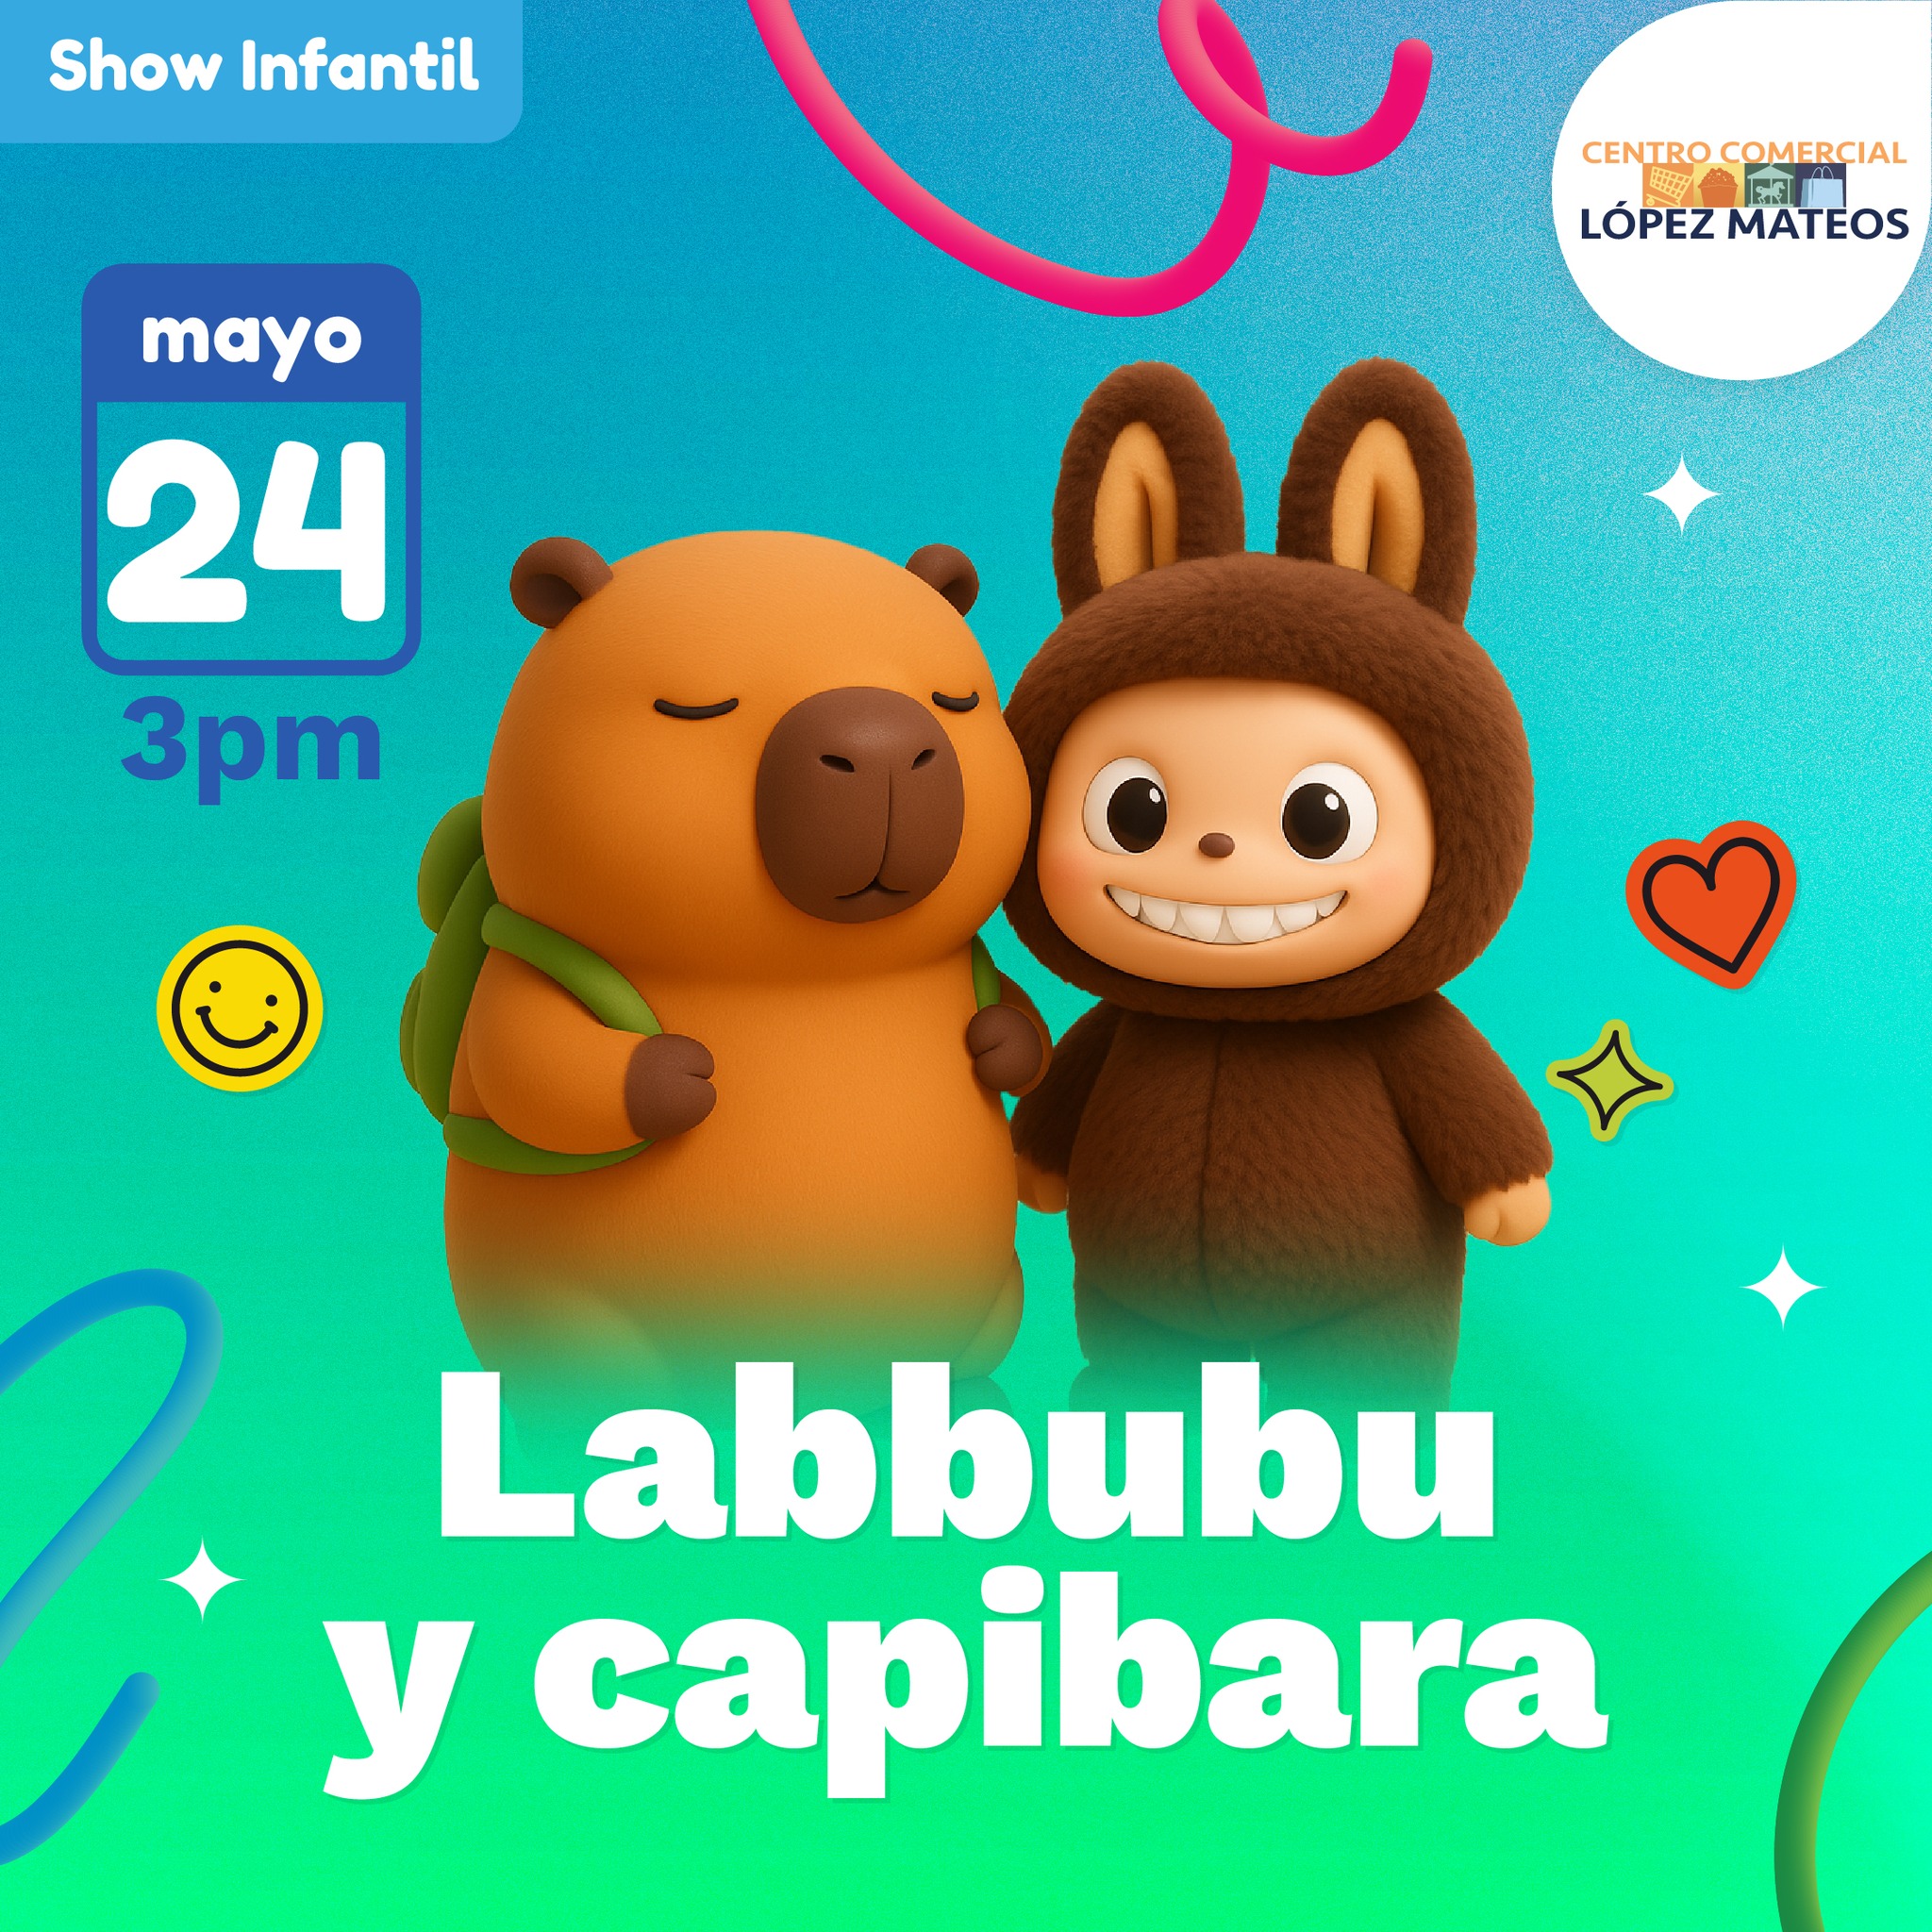 Show Infantil
CENTRO COMERCIAL
LÓPEZ MATEOS
mayo
24
3pm
Labbubu
y capibara